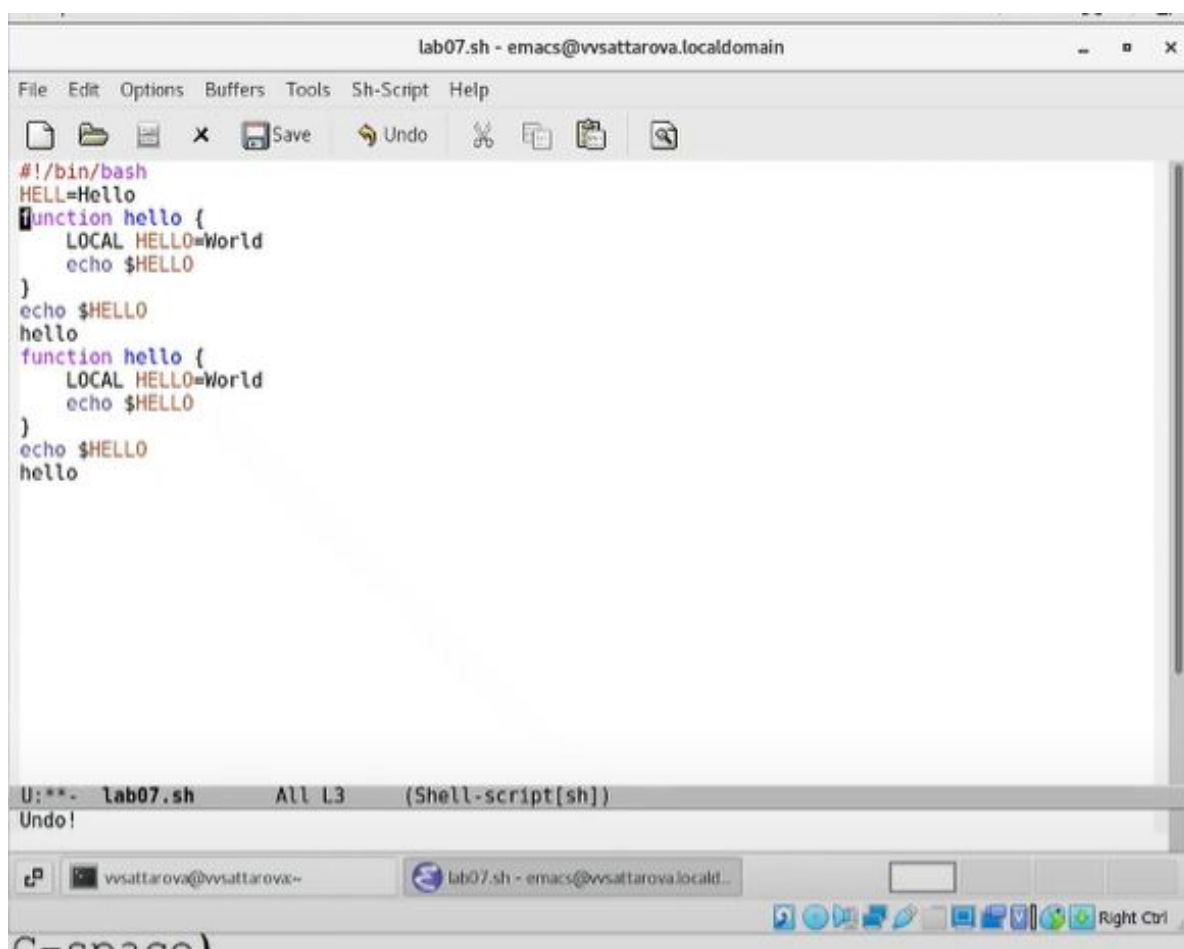 lab07.sh - emacs@vvsattarova.localdomain
File Edit Options Buffers Tools Sh-Script Help
Save Undo
#!/bin/bash
HELL=Hello
function hello {
    LOCAL HELLO=World
    echo $HELLO
}
echo $HELLO
hello
function hello {
    LOCAL HELLO=World
    echo $HELLO
}
echo $HELLO
hello
U:**- lab07.sh All L3 (Shell-script[sh])
Undo!
vvsattarova@vvsattarova:~ lab07.sh - emacs@vvsattarova.locald...
Right Ctrl
C-space)